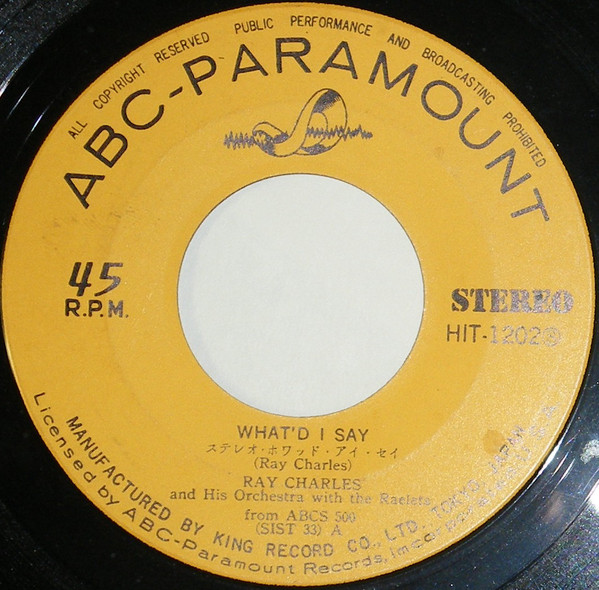 ALL COPYRIGHT RESERVED PUBLIC PERFORMANCE AND BROADCASTING PROHIBITED
ABC-PARAMOUNT
45
R.P.M.
STEREO
HIT-1202
WHAT'D I SAY
ステレオ・ホワッド・アイ・セイ
(Ray Charles)
RAY CHARLES
and His Orchestra with the Raelets
from ABCS 500
(SIST 33) A
MANUFACTURED BY KING RECORD CO., LTD. TOKYO, JAPAN
Licensed by ABC-Paramount Records, Incorporated